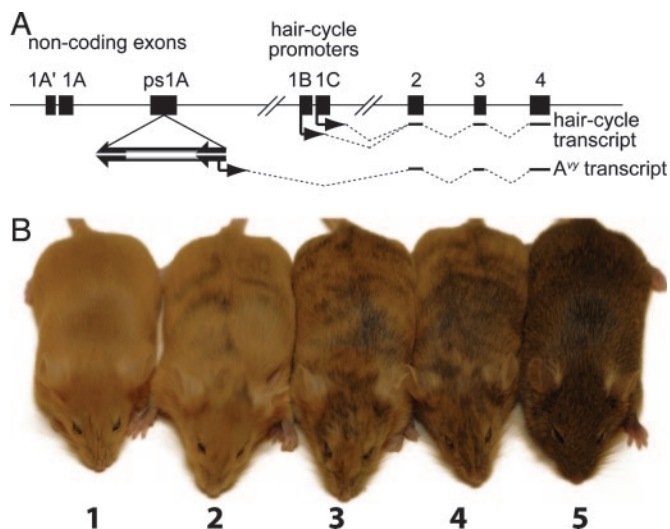 A
non-coding exons
hair-cycle
promoters
1A' 1A ps1A 1B 1C 2 3 4
hair-cycle
transcript
Aᵛʸ transcript
B
1 2 3 4 5